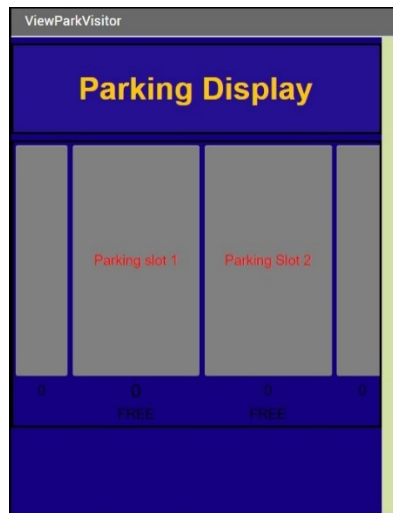 ViewParkVisitor
Parking Display
Parking slot 1 Parking Slot 2
0 0 0 0
FREE FREE